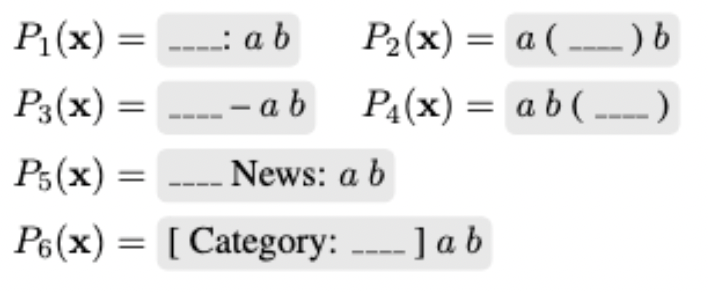 P₁(x) = ____: a b P₂(x) = a ( ____ ) b
P₃(x) = ____ – a b P₄(x) = a b ( ____ )
P₅(x) = ____ News: a b
P₆(x) = [ Category: ____ ] a b